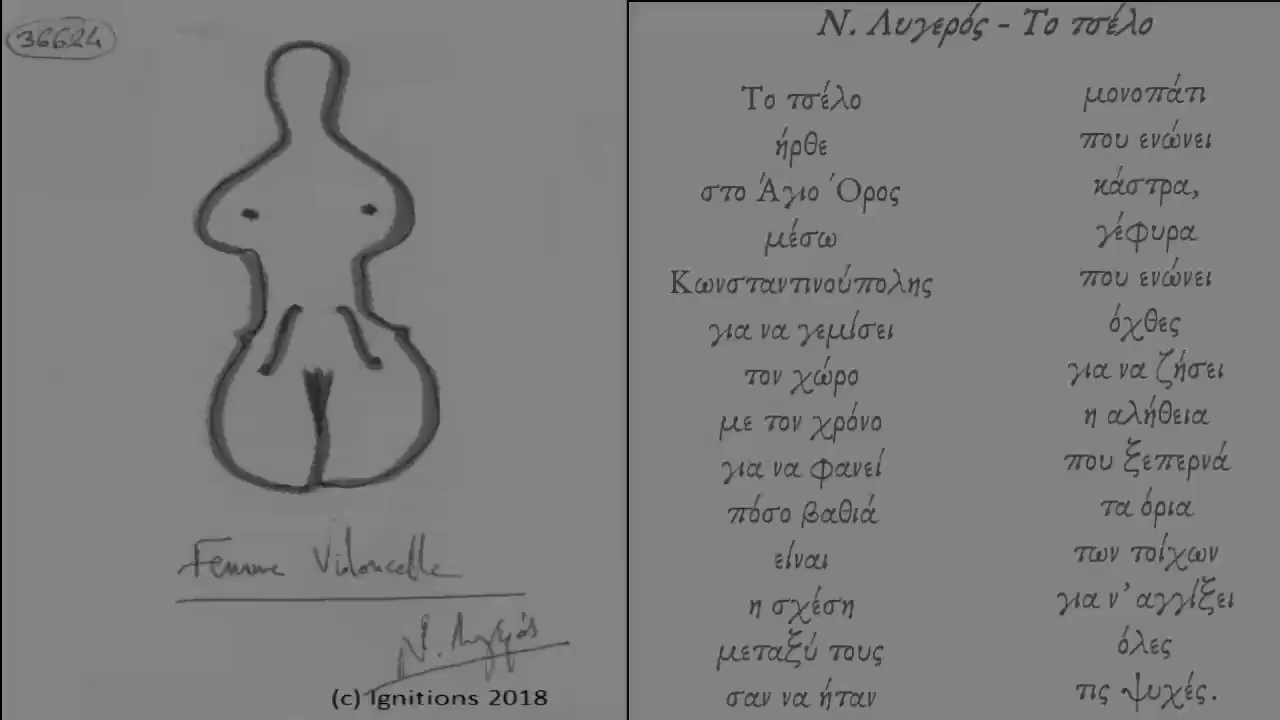 36624
Femme Viloncelle
Ν. Λυγερός
(c) Ignitions 2018
Ν. Λυγερός - Το τσέλο
Το τσέλο
ήρθε
στο Άγιο Όρος
μέσω
Κωνσταντινούπολης
για να γεμίσει
τον χώρο
με τον χρόνο
για να φανεί
πόσο βαθιά
είναι
η σχέση
μεταξύ τους
σαν να ήταν
μονοπάτι
που ενώνει
κάστρα,
γέφυρα
που ενώνει
όχθες
για να ζήσει
η αλήθεια
που ξεπερνά
τα όρια
των τοίχων
για ν' αγγίξει
όλες
τις ψυχές.